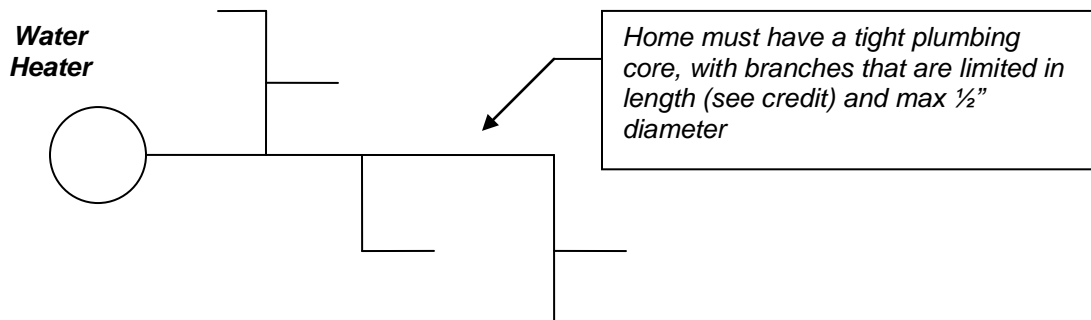 Water
Heater
Home must have a tight plumbing
core, with branches that are limited in
length (see credit) and max ½”
diameter